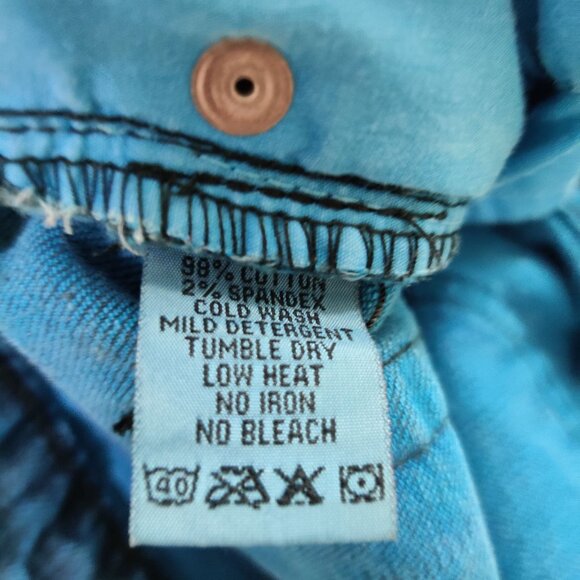 98% COTTON
2% SPANDEX
COLD WASH
MILD DETERGENT
TUMBLE DRY
LOW HEAT
NO IRON
NO BLEACH
40